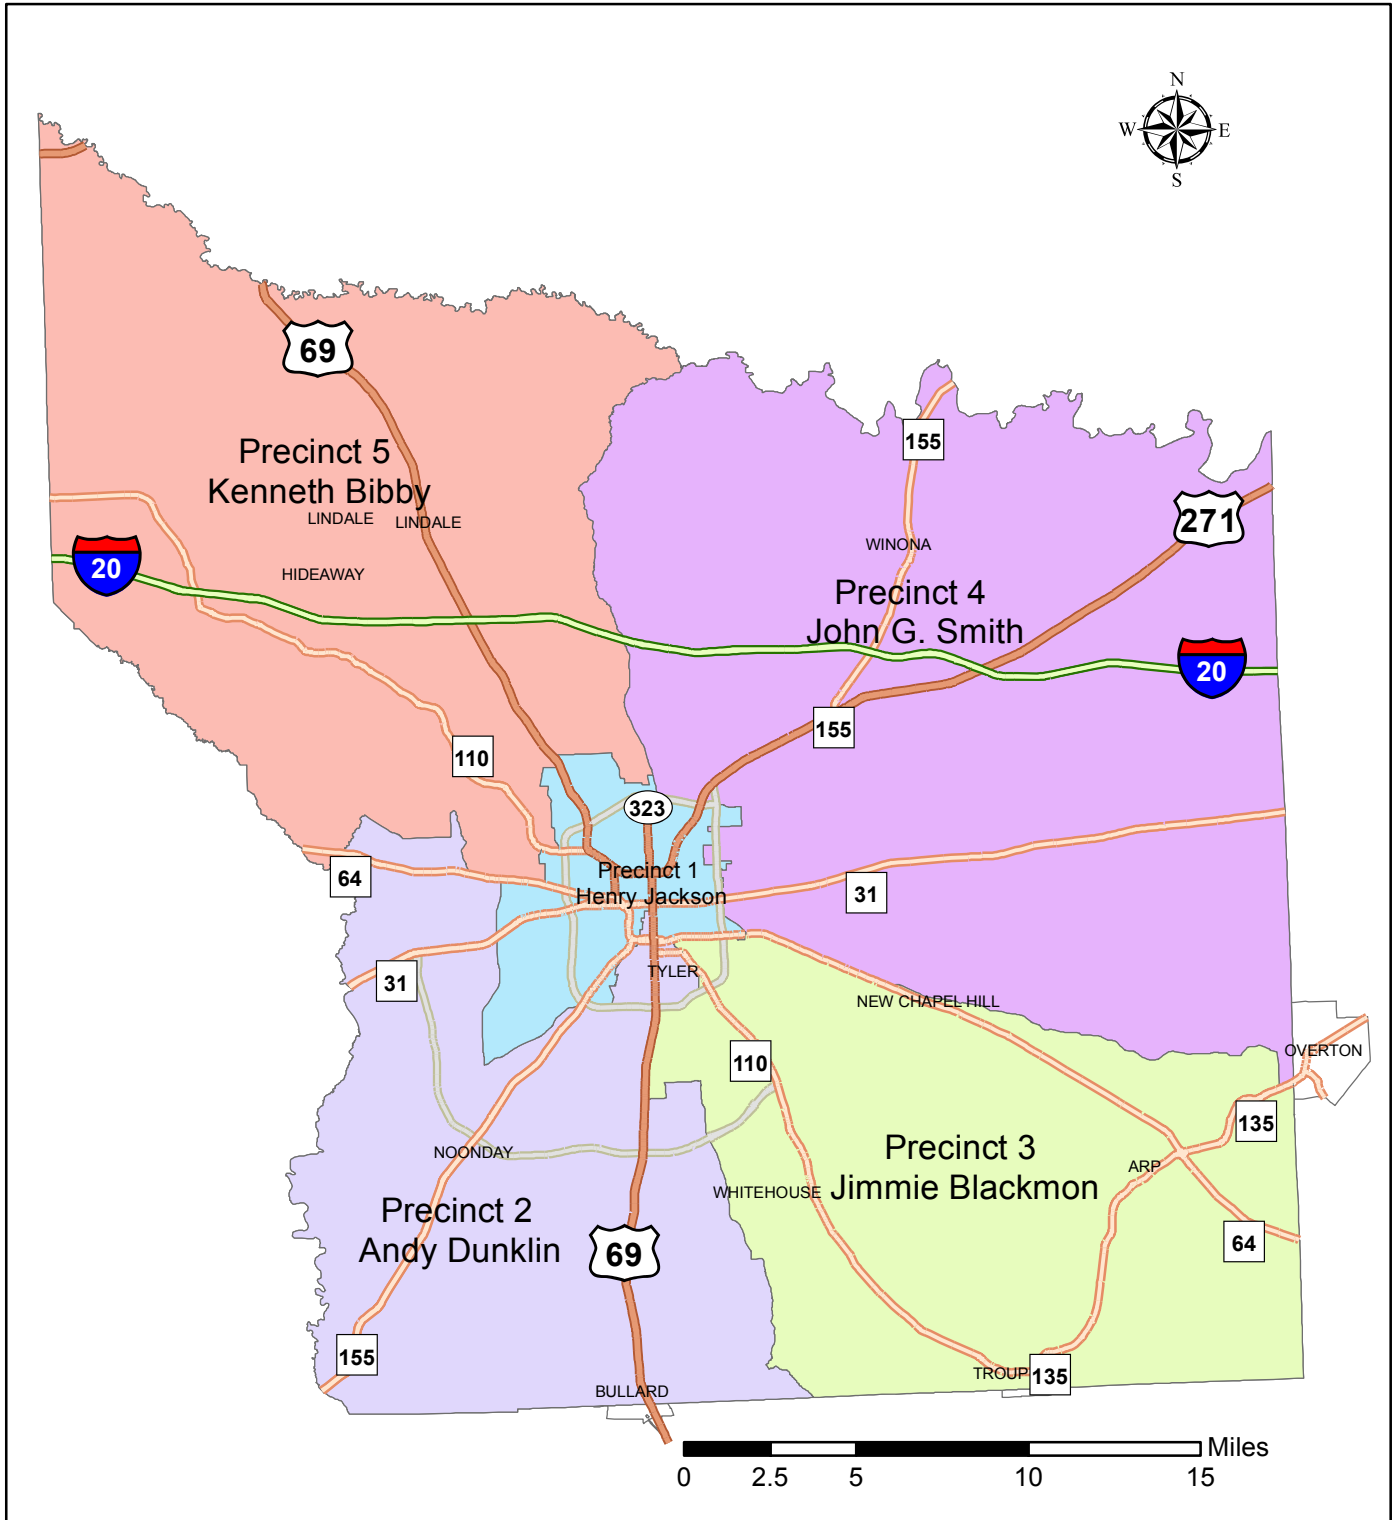 N
W E
S
69
Precinct 5
Kenneth Bibby
LINDALE LINDALE
HIDEAWAY
20
155
271
WINONA
Precinct 4
John G. Smith
20
155
110
323
Precinct 1
Henry Jackson
64
31
31
TYLER
NEW CHAPEL HILL
OVERTON
110
135
NOONDAY
Precinct 3
Jimmie Blackmon
ARP
WHITEHOUSE
Precinct 2
Andy Dunklin
69
64
155
TROUP
135
BULLARD
Miles
0 2.5 5 10 15